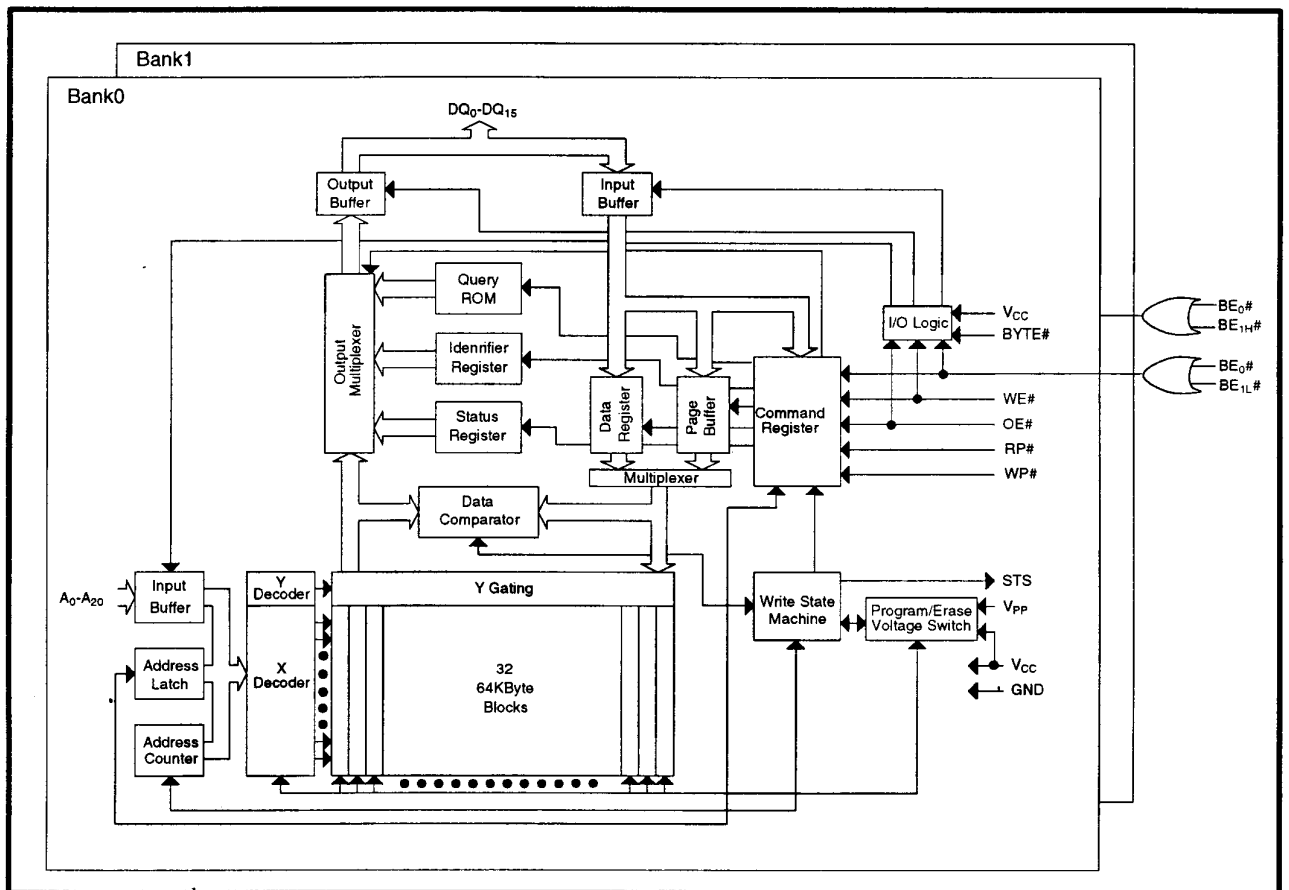 Bank1
Bank0
DQ₀-DQ₁₅
Output
Buffer
Input
Buffer
Output
Multiplexer
Query
ROM
Idenrifier
Register
Status
Register
Data
Register
Page
Buffer
Multiplexer
Command
Register
I/O Logic
V_CC
BYTE#
BE₀#
BE₁H#
BE₀#
BE₁L#
WE#
OE#
RP#
WP#
Data
Comparator
A₀-A₂₀
Input
Buffer
Address
Latch
Address
Counter
Y
Decoder
X
Decoder
Y Gating
32
64KByte
Blocks
Write State
Machine
Program/Erase
Voltage Switch
STS
V_PP
V_CC
GND